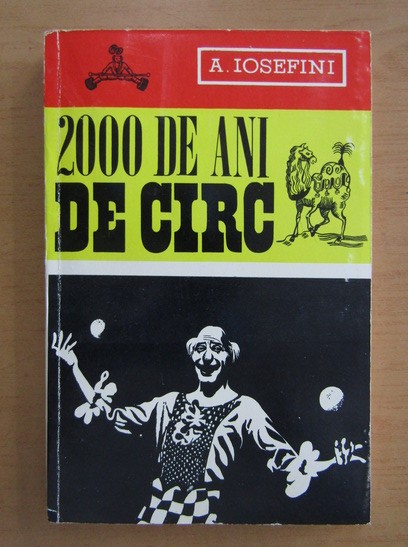 A. IOSEFINI
2000 DE ANI
DE CIRC